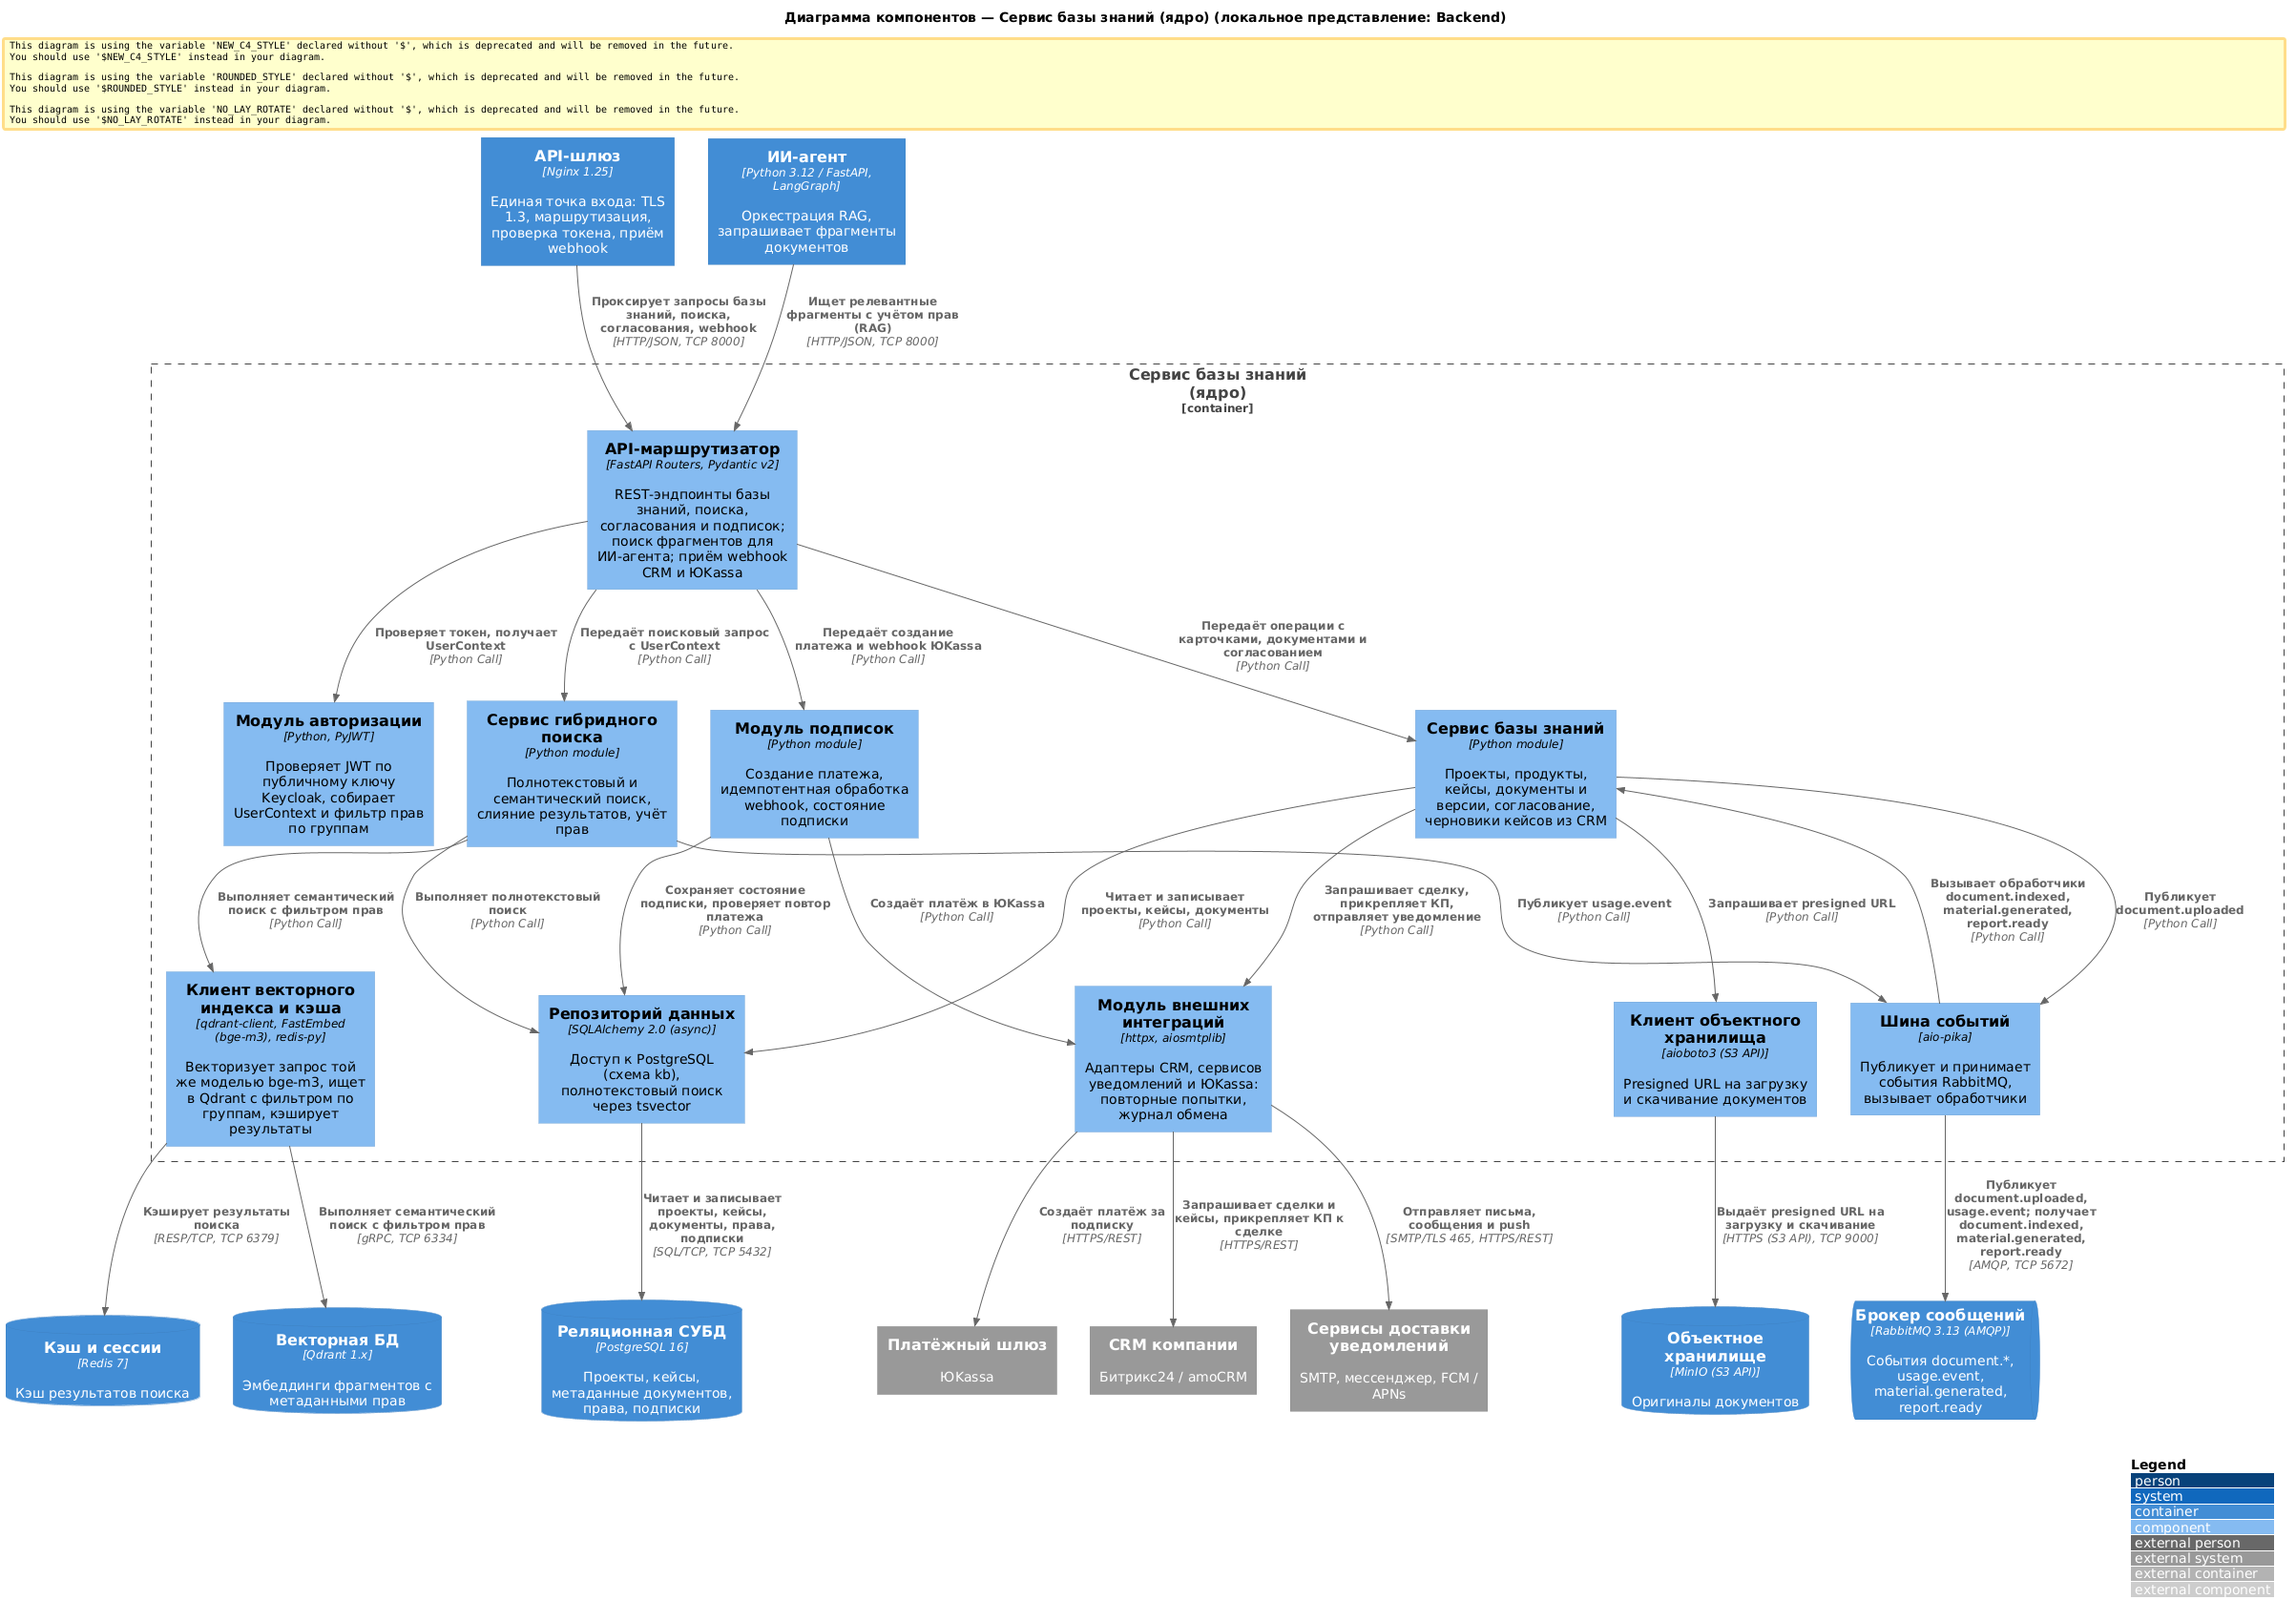 Диаграмма компонентов — Сервис базы знаний (ядро) (локальное представление: Backend)
This diagram is using the variable 'NEW_C4_STYLE' declared without '$', which is deprecated and will be removed in the future.
You should use '$NEW_C4_STYLE' instead in your diagram.
This diagram is using the variable 'ROUNDED_STYLE' declared without '$', which is deprecated and will be removed in the future.
You should use '$ROUNDED_STYLE' instead in your diagram.
This diagram is using the variable 'NO_LAY_ROTATE' declared without '$', which is deprecated and will be removed in the future.
You should use '$NO_LAY_ROTATE' instead in your diagram.
API-шлюз
[Nginx 1.25]
Единая точка входа: TLS
1.3, маршрутизация,
проверка токена, приём
webhook
ИИ-агент
[Python 3.12 / FastAPI,
LangGraph]
Оркестрация RAG,
запрашивает фрагменты
документов
Проксирует запросы базы
знаний, поиска,
согласования, webhook
[HTTP/JSON, TCP 8000]
Ищет релевантные
фрагменты с учётом прав
(RAG)
[HTTP/JSON, TCP 8000]
Сервис базы знаний
(ядро)
[container]
API-маршрутизатор
[FastAPI Routers, Pydantic v2]
REST-эндпоинты базы
знаний, поиска,
согласования и подписок;
поиск фрагментов для
ИИ-агента; приём webhook
CRM и ЮKassa
Проверяет токен, получает
UserContext
[Python Call]
Передаёт поисковый запрос
с UserContext
[Python Call]
Передаёт создание
платежа и webhook ЮKassa
[Python Call]
Передаёт операции с
карточками, документами и
согласованием
[Python Call]
Модуль авторизации
[Python, PyJWT]
Проверяет JWT по
публичному ключу
Keycloak, собирает
UserContext и фильтр прав
по группам
Сервис гибридного
поиска
[Python module]
Полнотекстовый и
семантический поиск,
слияние результатов, учёт
прав
Модуль подписок
[Python module]
Создание платежа,
идемпотентная обработка
webhook, состояние
подписки
Сервис базы знаний
[Python module]
Проекты, продукты,
кейсы, документы и
версии, согласование,
черновики кейсов из CRM
Выполняет семантический
поиск с фильтром прав
[Python Call]
Выполняет полнотекстовый
поиск
[Python Call]
Сохраняет состояние
подписки, проверяет повтор
платежа
[Python Call]
Создаёт платёж в ЮKassa
[Python Call]
Читает и записывает
проекты, кейсы, документы
[Python Call]
Запрашивает сделку,
прикрепляет КП,
отправляет уведомление
[Python Call]
Публикует usage.event
[Python Call]
Запрашивает presigned URL
[Python Call]
Вызывает обработчики
document.indexed,
material.generated,
report.ready
[Python Call]
Публикует
document.uploaded
[Python Call]
Клиент векторного
индекса и кэша
[qdrant-client, FastEmbed
(bge-m3), redis-py]
Векторизует запрос той
же моделью bge-m3, ищет
в Qdrant с фильтром по
группам, кэширует
результаты
Репозиторий данных
[SQLAlchemy 2.0 (async)]
Доступ к PostgreSQL
(схема kb),
полнотекстовый поиск
через tsvector
Модуль внешних
интеграций
[httpx, aiosmtplib]
Адаптеры CRM, сервисов
уведомлений и ЮKassa:
повторные попытки,
журнал обмена
Клиент объектного
хранилища
[aioboto3 (S3 API)]
Presigned URL на загрузку
и скачивание документов
Шина событий
[aio-pika]
Публикует и принимает
события RabbitMQ,
вызывает обработчики
Кэширует результаты
поиска
[RESP/TCP, TCP 6379]
Выполняет семантический
поиск с фильтром прав
[gRPC, TCP 6334]
Читает и записывает
проекты, кейсы,
документы, права,
подписки
[SQL/TCP, TCP 5432]
Создаёт платёж за
подписку
[HTTPS/REST]
Запрашивает сделки и
кейсы, прикрепляет КП к
сделке
[HTTPS/REST]
Отправляет письма,
сообщения и push
[SMTP/TLS 465, HTTPS/REST]
Выдаёт presigned URL на
загрузку и скачивание
[HTTPS (S3 API), TCP 9000]
Публикует
document.uploaded,
usage.event; получает
document.indexed,
material.generated,
report.ready
[AMQP, TCP 5672]
Кэш и сессии
[Redis 7]
Кэш результатов поиска
Векторная БД
[Qdrant 1.x]
Эмбеддинги фрагментов с
метаданными прав
Реляционная СУБД
[PostgreSQL 16]
Проекты, кейсы,
метаданные документов,
права, подписки
Платёжный шлюз
ЮKassa
CRM компании
Битрикс24 / amoCRM
Сервисы доставки
уведомлений
SMTP, мессенджер, FCM /
APNs
Объектное
хранилище
[MinIO (S3 API)]
Оригиналы документов
Брокер сообщений
[RabbitMQ 3.13 (AMQP)]
События document.*,
usage.event,
material.generated,
report.ready
Legend
person
system
container
component
external person
external system
external container
external component